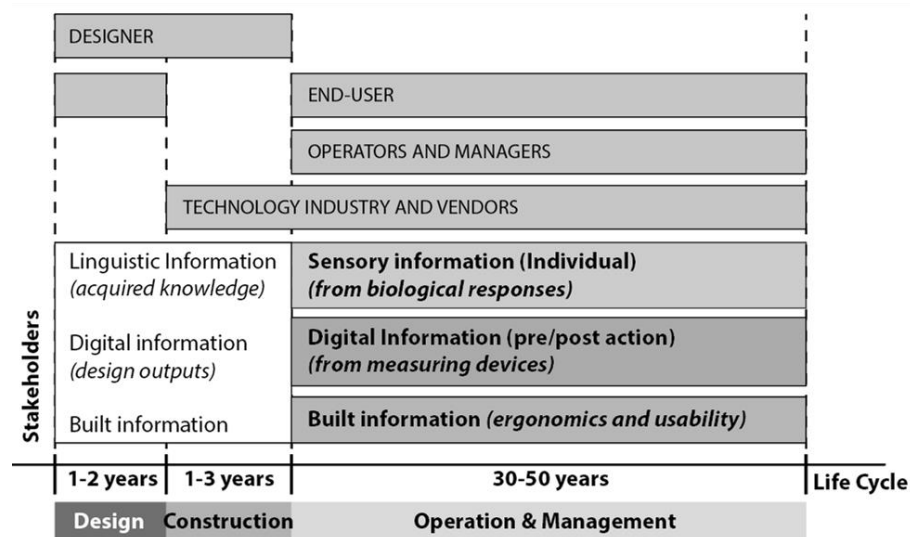 DESIGNER
END-USER
OPERATORS AND MANAGERS
TECHNOLOGY INDUSTRY AND VENDORS
Stakeholders
Linguistic Information
(acquired knowledge)
Sensory information (Individual)
(from biological responses)
Digital information
(design outputs)
Digital Information (pre/post action)
(from measuring devices)
Built information
Built information (ergonomics and usability)
1-2 years
1-3 years
30-50 years
Life Cycle
Design
Construction
Operation & Management